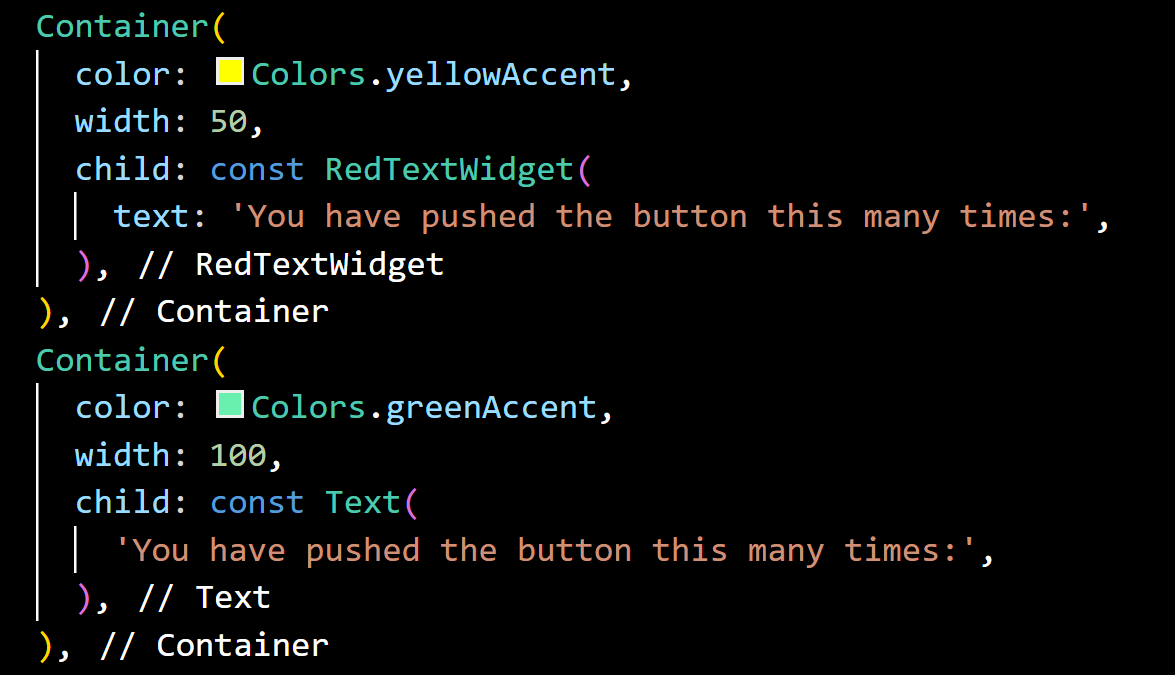 Container(
color: Colors.yellowAccent,
width: 50,
child: const RedTextWidget(
text: 'You have pushed the button this many times:',
), // RedTextWidget
), // Container
Container(
color: Colors.greenAccent,
width: 100,
child: const Text(
'You have pushed the button this many times:',
), // Text
), // Container